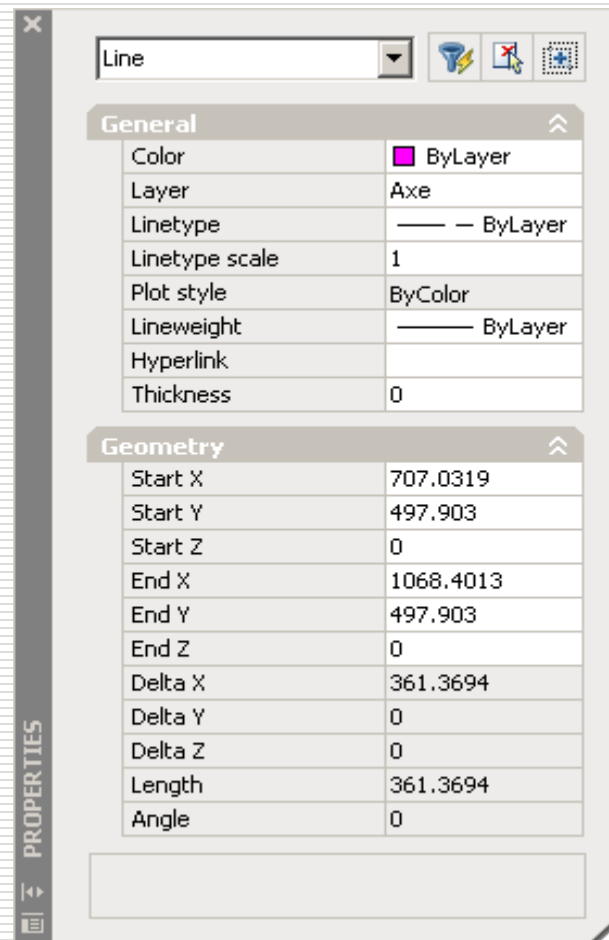 Line
General
Color ByLayer
Layer Axe
Linetype ByLayer
Linetype scale 1
Plot style ByColor
Lineweight ByLayer
Hyperlink
Thickness 0
Geometry
Start X 707.0319
Start Y 497.903
Start Z 0
End X 1068.4013
End Y 497.903
End Z 0
Delta X 361.3694
Delta Y 0
Delta Z 0
Length 361.3694
Angle 0
PROPERTIES